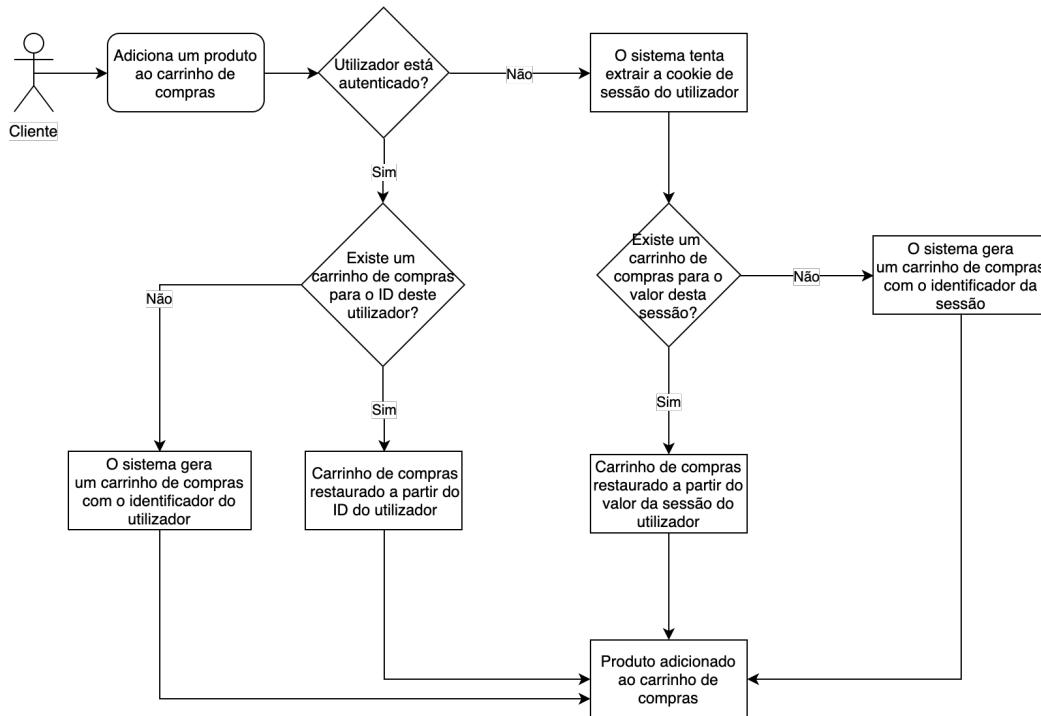 Cliente
Adiciona um produto
ao carrinho de
compras
Utilizador está
autenticado?
Não
O sistema tenta
extrair a cookie de
sessão do utilizador
Sim
Existe um
carrinho de compras
para o ID deste
utilizador?
Não
Sim
Existe um
carrinho de
compras para o
valor desta
sessão?
Não
O sistema gera
um carrinho de compras
com o identificador da
sessão
Sim
O sistema gera
um carrinho de compras
com o identificador do
utilizador
Carrinho de compras
restaurado a partir do
ID do utilizador
Carrinho de compras
restaurado a partir do
valor da sessão do
utilizador
Produto adicionado
ao carrinho de
compras